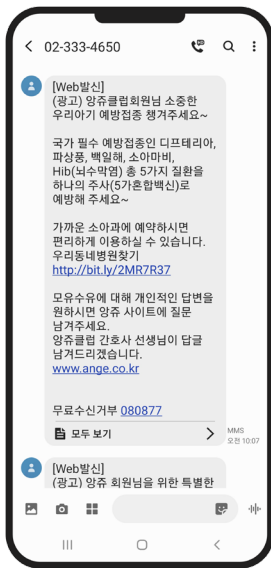 02-333-4650
[Web발신]
(광고) 앙쥬클럽회원님 소중한
우리아기 예방접종 챙겨주세요~
국가 필수 예방접종인 디프테리아,
파상풍, 백일해, 소아마비,
Hib(뇌수막염) 총 5가지 질환을
하나의 주사(5가혼합백신)로
예방해 주세요~
가까운 소아과에 예약하시면
편리하게 이용하실 수 있습니다.
우리동네병원찾기
http://bit.ly/2MR7R37
모유수유에 대해 개인적인 답변을
원하시면 앙쥬 사이트에 질문
남겨주세요.
앙쥬클럽 간호사 선생님이 답글
남겨드리겠습니다.
www.ange.co.kr
무료수신거부 080877
모두 보기
MMS
오전 10:07
[Web발신]
(광고) 앙쥬 회원님을 위한 특별한